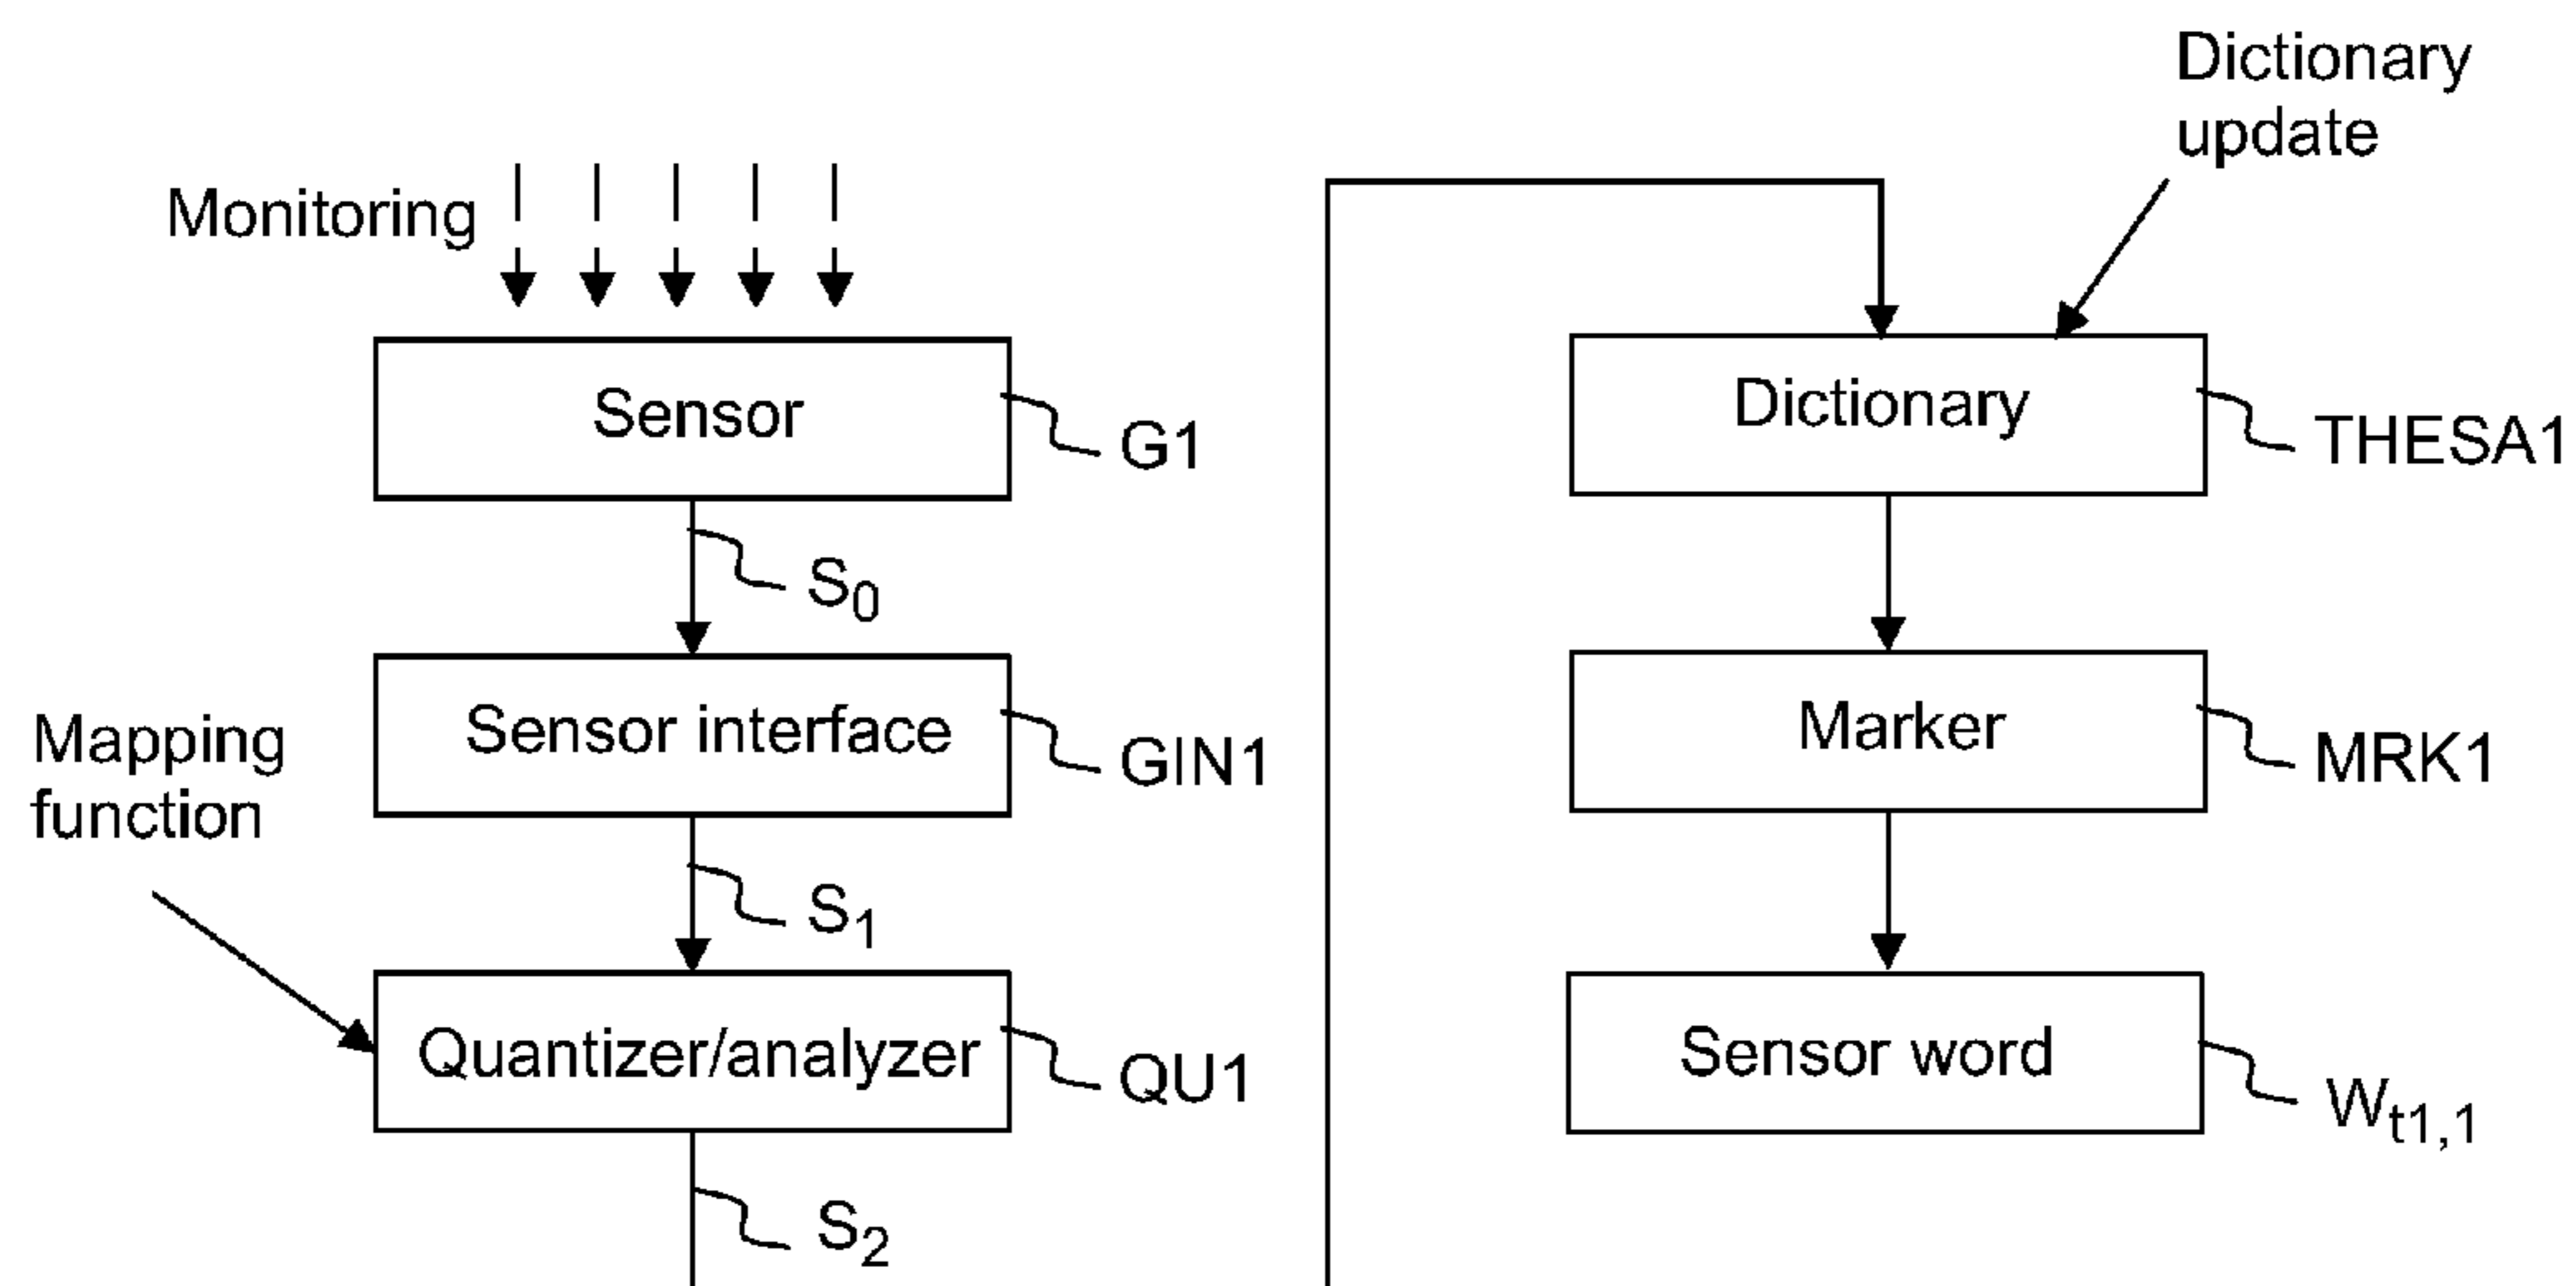 Monitoring
Sensor
G1
S0
Sensor interface
GIN1
Mapping
function
S1
Quantizer/analyzer
QU1
S2
Dictionary
update
Dictionary
THESA1
Marker
MRK1
Sensor word
Wt1,1